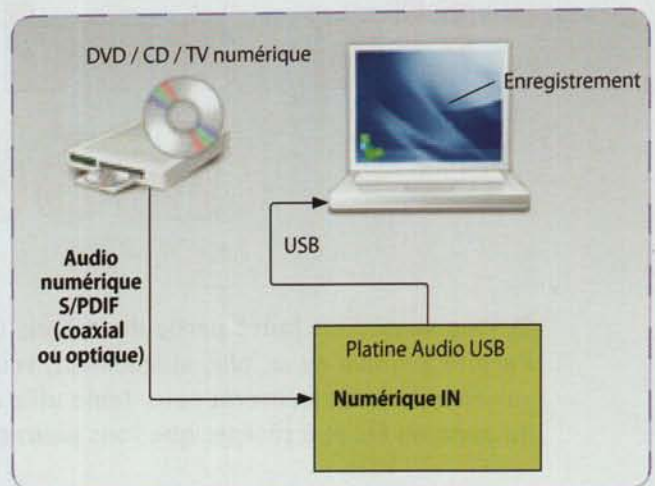 DVD / CD / TV numérique
Enregistrement
Audio
numérique
S/PDIF
(coaxial
ou optique)
USB
Platine Audio USB
Numérique IN